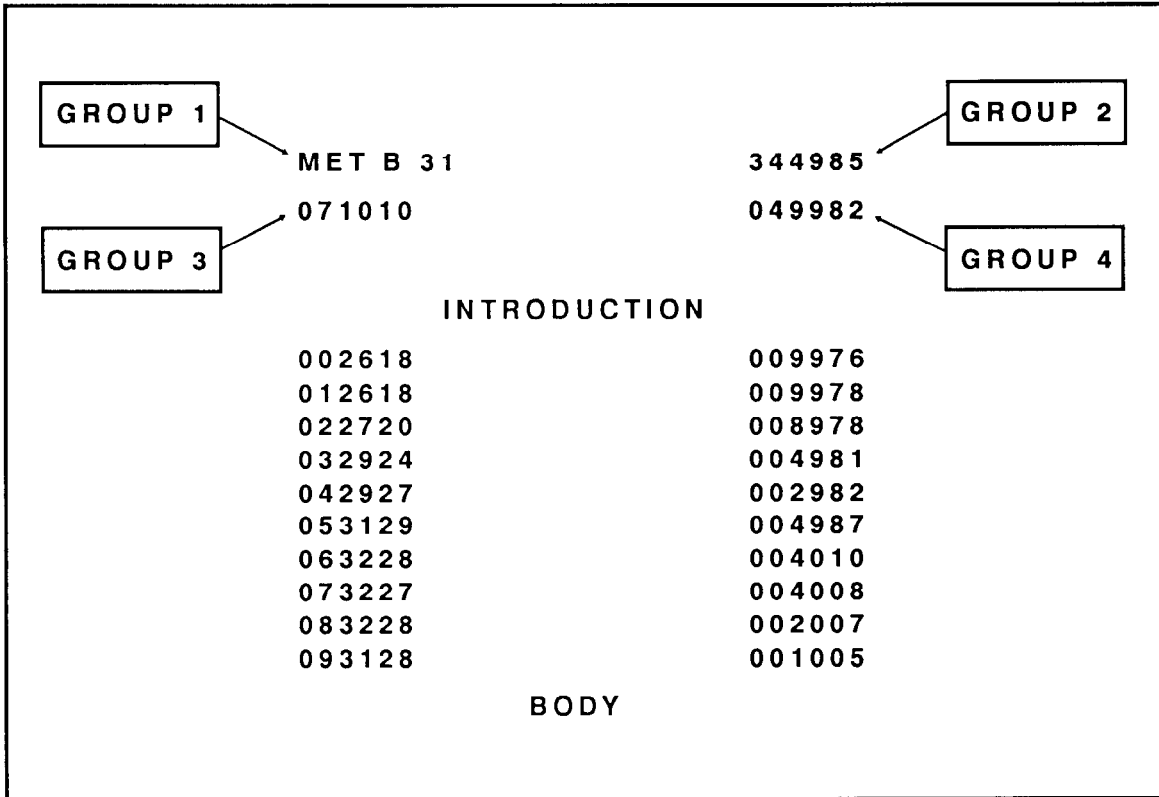 GROUP 1 GROUP 2
MET B 31 344985
071010 049982
GROUP 3 GROUP 4
INTRODUCTION
002618 009976
012618 009978
022720 008978
032924 004981
042927 002982
053129 004987
063228 004010
073227 004008
083228 002007
093128 001005
BODY